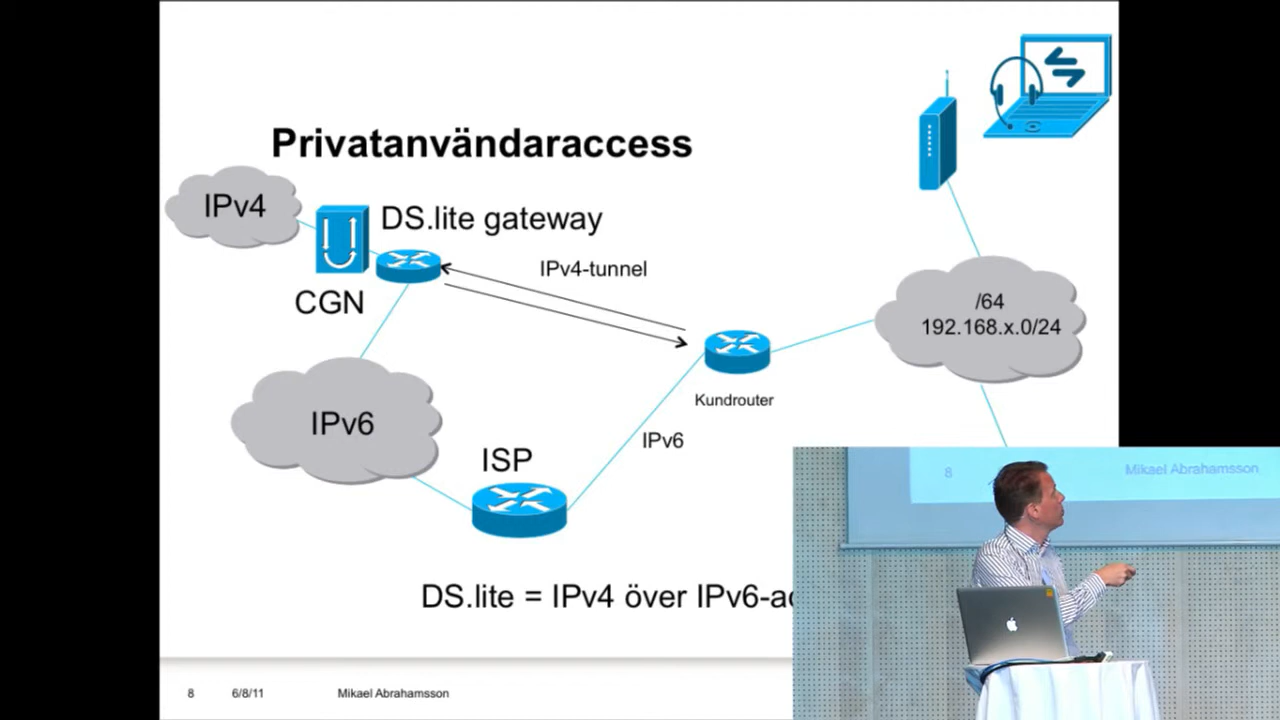 Privatanvändaraccess
IPv4
DS.lite gateway
CGN
IPv4-tunnel
/64
192.168.x.0/24
Kundrouter
IPv6
IPv6
ISP
DS.lite = IPv4 över IPv6-ac
8
6/8/11
Mikael Abrahamsson
8
Mikael Abrahamsson